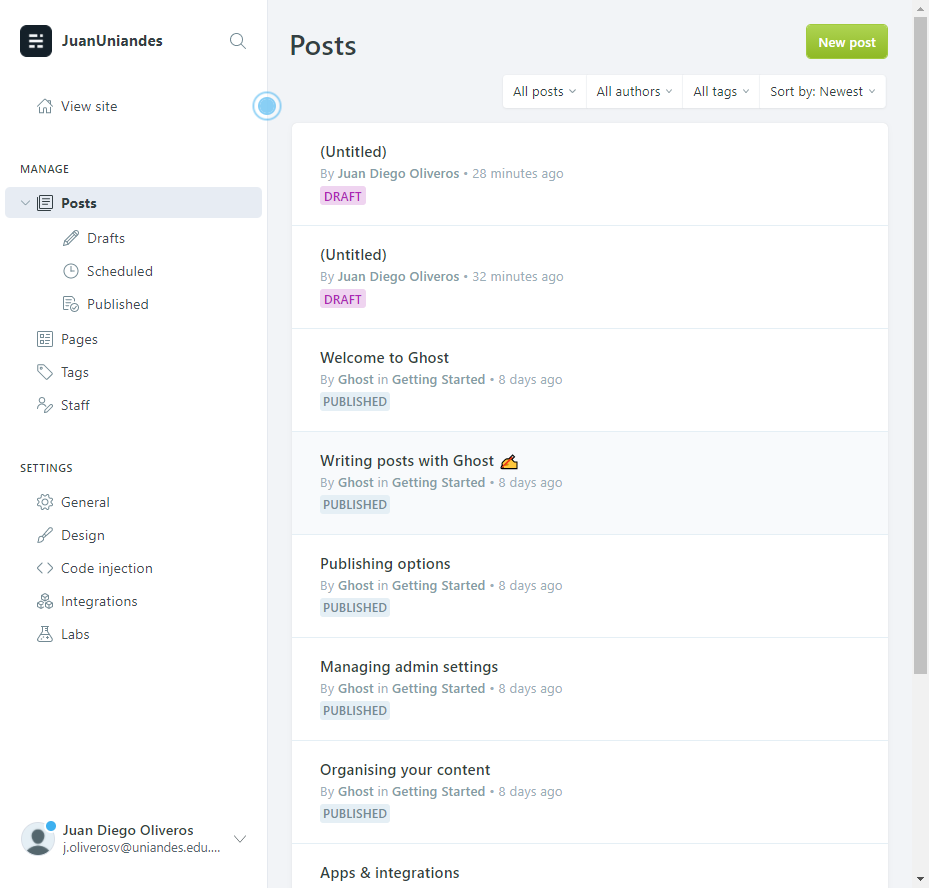 JuanUniandes
View site
MANAGE
Posts
Drafts
Scheduled
Published
Pages
Tags
Staff
SETTINGS
General
Design
Code injection
Integrations
Labs
Juan Diego Oliveros
j.oliverosv@uniandes.edu....
Posts
New post
All posts
All authors
All tags
Sort by: Newest
(Untitled)
By Juan Diego Oliveros • 28 minutes ago
DRAFT
(Untitled)
By Juan Diego Oliveros • 32 minutes ago
DRAFT
Welcome to Ghost
By Ghost in Getting Started • 8 days ago
PUBLISHED
Writing posts with Ghost ✍️
By Ghost in Getting Started • 8 days ago
PUBLISHED
Publishing options
By Ghost in Getting Started • 8 days ago
PUBLISHED
Managing admin settings
By Ghost in Getting Started • 8 days ago
PUBLISHED
Organising your content
By Ghost in Getting Started • 8 days ago
PUBLISHED
Apps & integrations